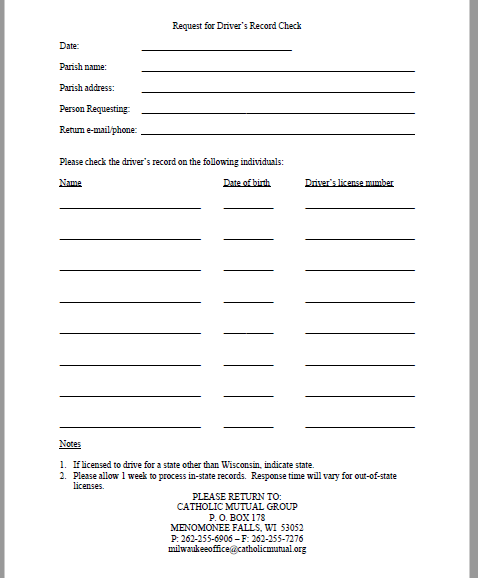 Request for Driver's Record Check
Date:
Parish name:
Parish address:
Person Requesting:
Return e-mail/phone:
Please check the driver's record on the following individuals:
Name Date of birth Driver's license number
Notes
1. If licensed to drive for a state other than Wisconsin, indicate state.
2. Please allow 1 week to process in-state records. Response time will vary for out-of-state
licenses.
PLEASE RETURN TO:
CATHOLIC MUTUAL GROUP
P. O. BOX 178
MENOMONEE FALLS, WI 53052
P: 262-255-6906 – F: 262-255-7276
milwaukeeoffice@catholicmutual.org